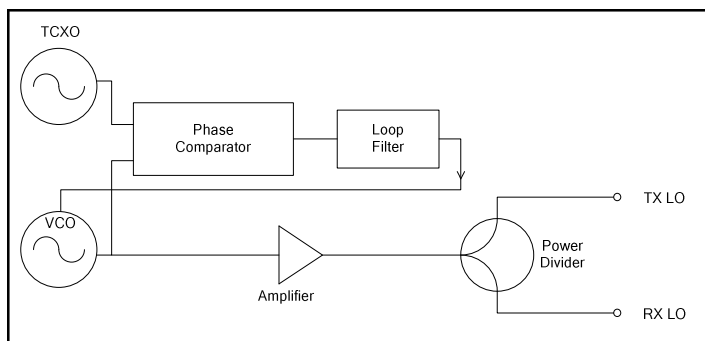 TCXO
Phase
Comparator
Loop
Filter
VCO
Amplifier
Power
Divider
TX LO
RX LO